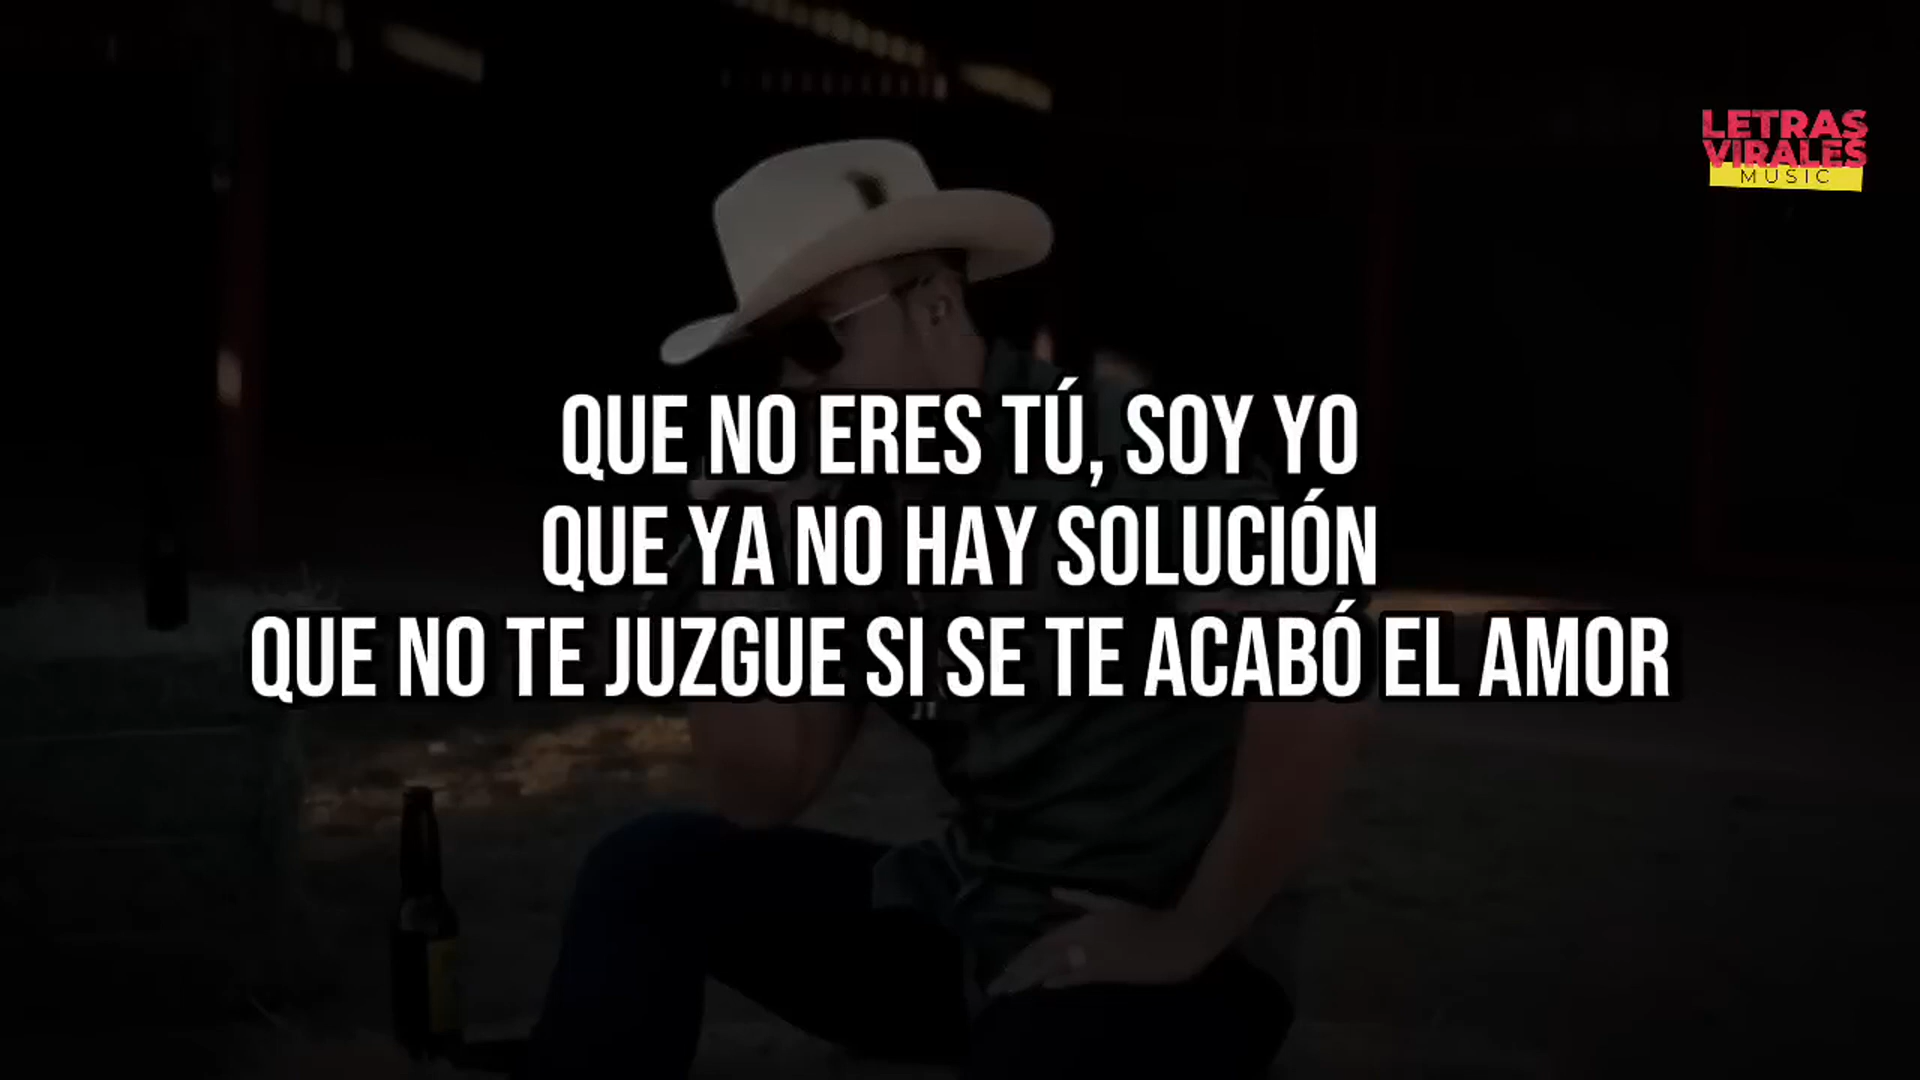 LETRAS
VIRALES
MUSIC
QUE NO ERES TÚ, SOY YO
QUE YA NO HAY SOLUCIÓN
QUE NO TE JUZGUE SI SE TE ACABÓ EL AMOR